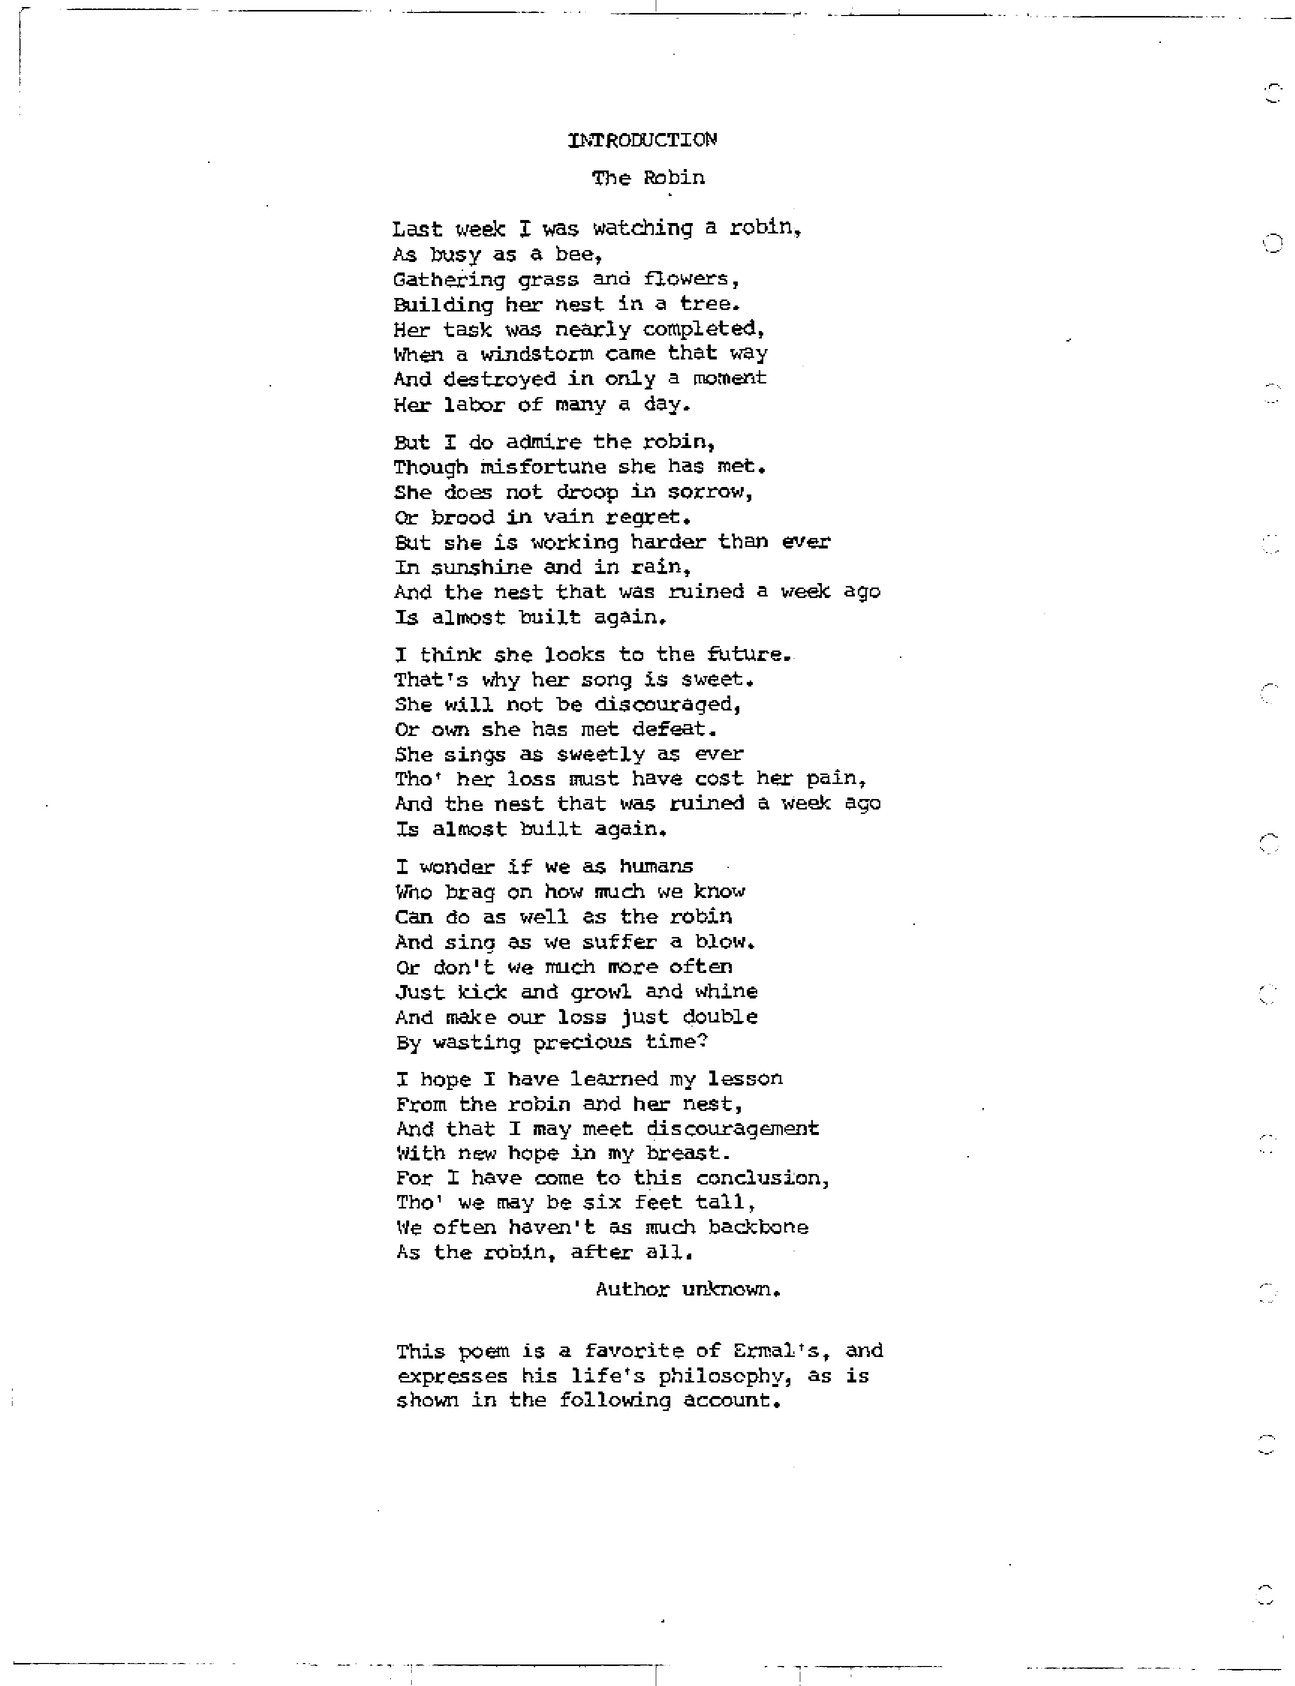 INTRODUCTION
The Robin
Last week I was watching a robin,
As busy as a bee,
Gathering grass and flowers,
Building her nest in a tree.
Her task was nearly completed,
When a windstorm came that way
And destroyed in only a moment
Her labor of many a day.
But I do admire the robin,
Though misfortune she has met.
She does not droop in sorrow,
Or brood in vain regret.
But she is working harder than ever
In sunshine and in rain,
And the nest that was ruined a week ago
Is almost built again.
I think she looks to the future.
That's why her song is sweet.
She will not be discouraged,
Or own she has met defeat.
She sings as sweetly as ever
Tho' her loss must have cost her pain,
And the nest that was ruined a week ago
Is almost built again.
I wonder if we as humans
Who brag on how much we know
Can do as well as the robin
And sing as we suffer a blow.
Or don't we much more often
Just kick and growl and whine
And make our loss just double
By wasting precious time?
I hope I have learned my lesson
From the robin and her nest,
And that I may meet discouragement
With new hope in my breast.
For I have come to this conclusion,
Tho' we may be six feet tall,
We often haven't as much backbone
As the robin, after all.
Author unknown.
This poem is a favorite of Ermal's, and
expresses his life's philosophy, as is
shown in the following account.